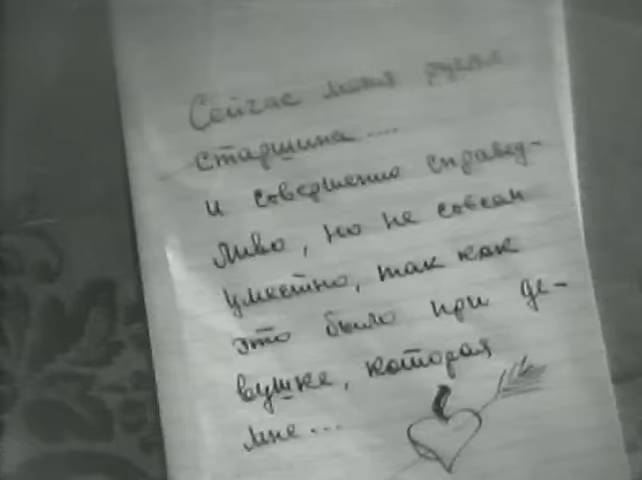 Сейчас меня ругал
старшина....
и совершенно справед-
ливо, но не совсем
уместно, так как
это было при де-
вушке, которая
мне...